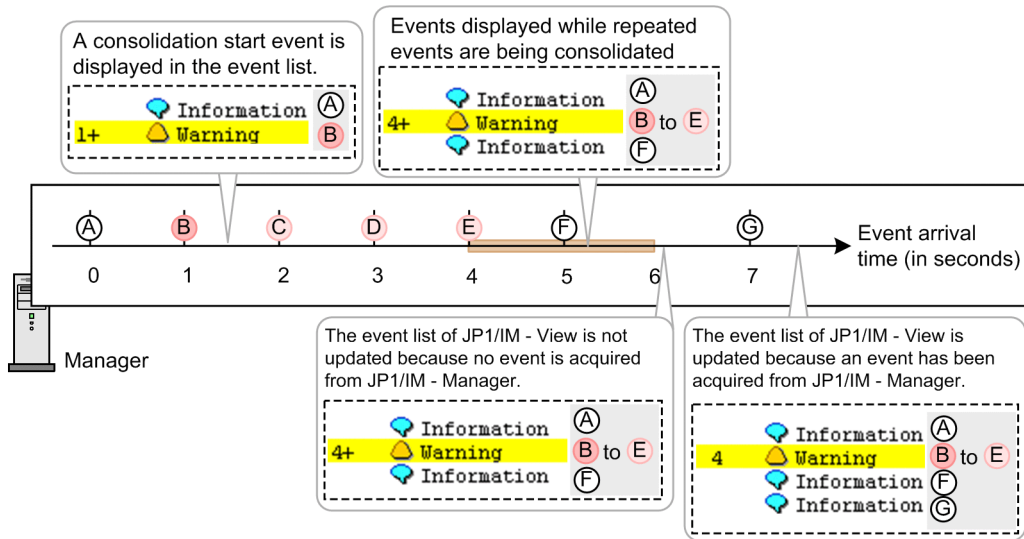 A consolidation start event is
displayed in the event list.
Information A
1+ Warning B
Events displayed while repeated
events are being consolidated
Information A
4+ Warning B to E
Information F
A B C D E F G
0 1 2 3 4 5 6 7
Event arrival
time (in seconds)
Manager
The event list of JP1/IM - View is not
updated because no event is acquired
from JP1/IM - Manager.
Information A
4+ Warning B to E
Information F
The event list of JP1/IM - View is
updated because an event has been
acquired from JP1/IM - Manager.
Information A
4 Warning B to E
Information F
Information G